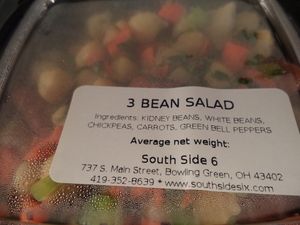 3 BEAN SALAD
Ingredients: KIDNEY BEANS, WHITE BEANS,
CHICKPEAS, CARROTS, GREEN BELL PEPPERS
Average net weight:
South Side 6
737 S. Main Street, Bowling Green, OH 43402
419-352-8639 * www.southsidesix.com